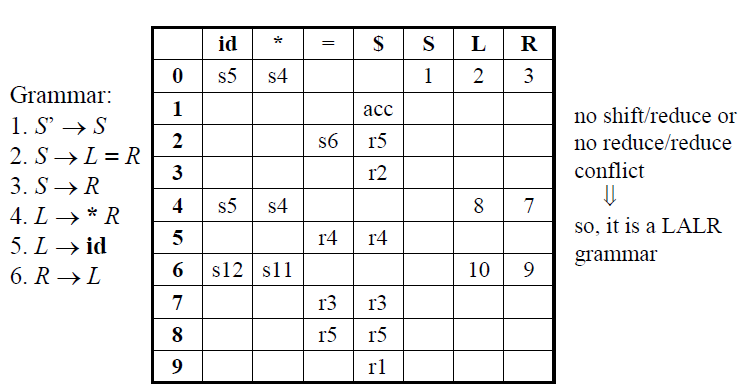 Grammar:
1. S’ → S
2. S → L = R
3. S → R
4. L → * R
5. L → id
6. R → L
id * = $ S L R
0 s5 s4 1 2 3
1 acc
2 s6 r5
3 r2
4 s5 s4 8 7
5 r4 r4
6 s12 s11 10 9
7 r3 r3
8 r5 r5
9 r1
no shift/reduce or
no reduce/reduce
conflict
⇓
so, it is a LALR
grammar